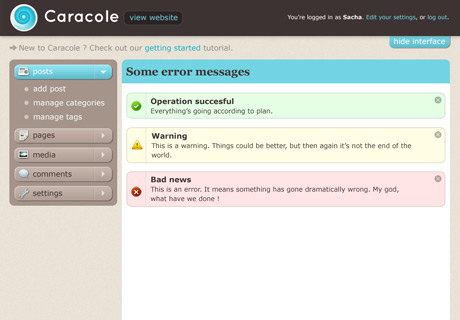 Caracole view website
You're logged in as Sacha. Edit your settings, or log out.
hide interface
New to Caracole ? Check out our getting started tutorial.
posts
add post
manage categories
manage tags
pages
media
comments
settings
Some error messages
Operation succesful
Everything's going according to plan.
Warning
This is a warning. Things could be better, but then again it's not the end of the
world.
Bad news
This is an error. It means something has gone dramatically wrong. My god,
what have we done !